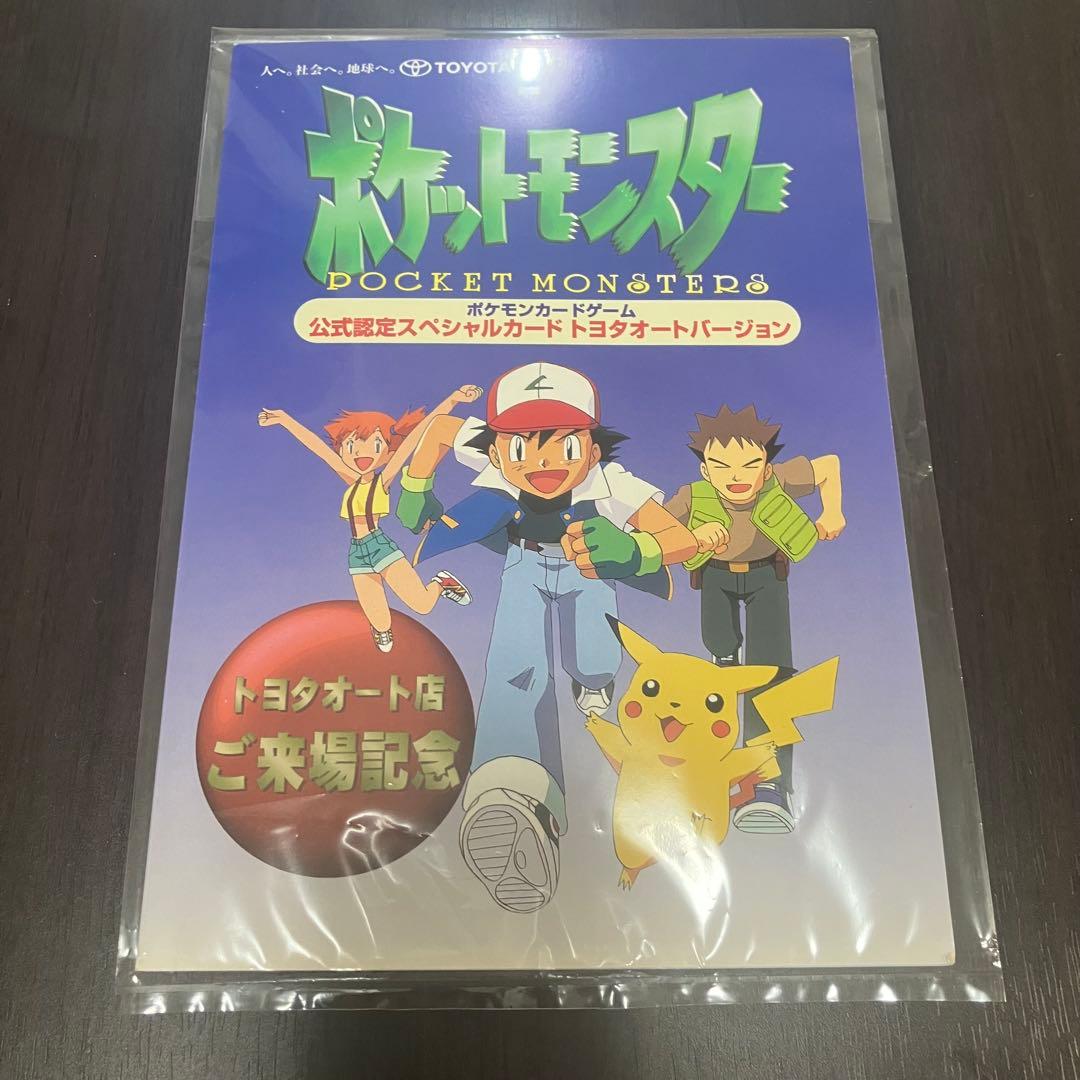 人へ。社会へ。地球へ。 TOYOTA
ポケットモンスター
POCKET MONSTERS
ポケモンカードゲーム
公式認定スペシャルカード トヨタオートバージョン
トヨタオート店
ご来場記念